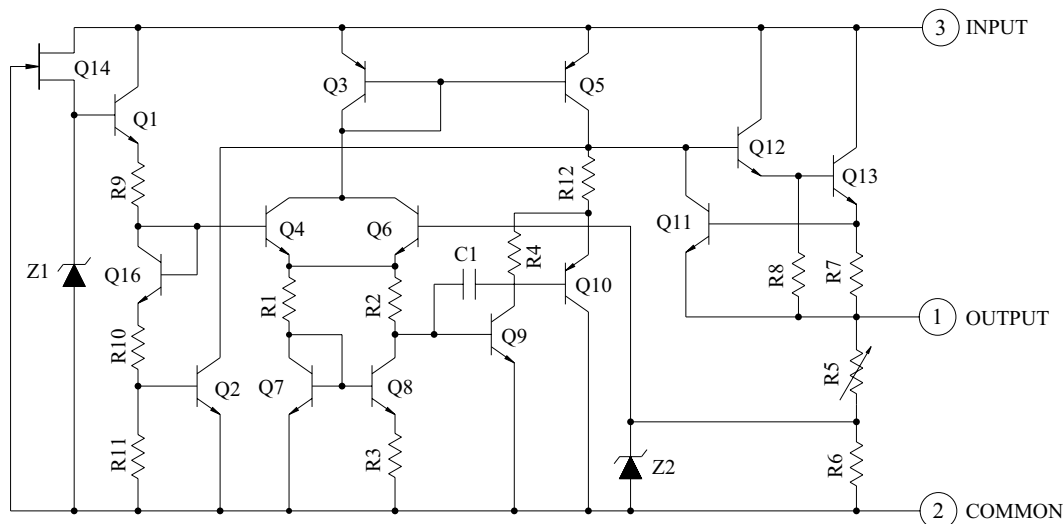 3 INPUT
Q14
Q3
Q5
Q1
Q12
Q13
R9
R12
Q11
Q4
Q6
R4
C1
Z1
Q16
Q10
R8
R7
R1
R2
1 OUTPUT
R10
Q9
R5
Q2
Q7
Q8
R11
R3
Z2
R6
2 COMMON